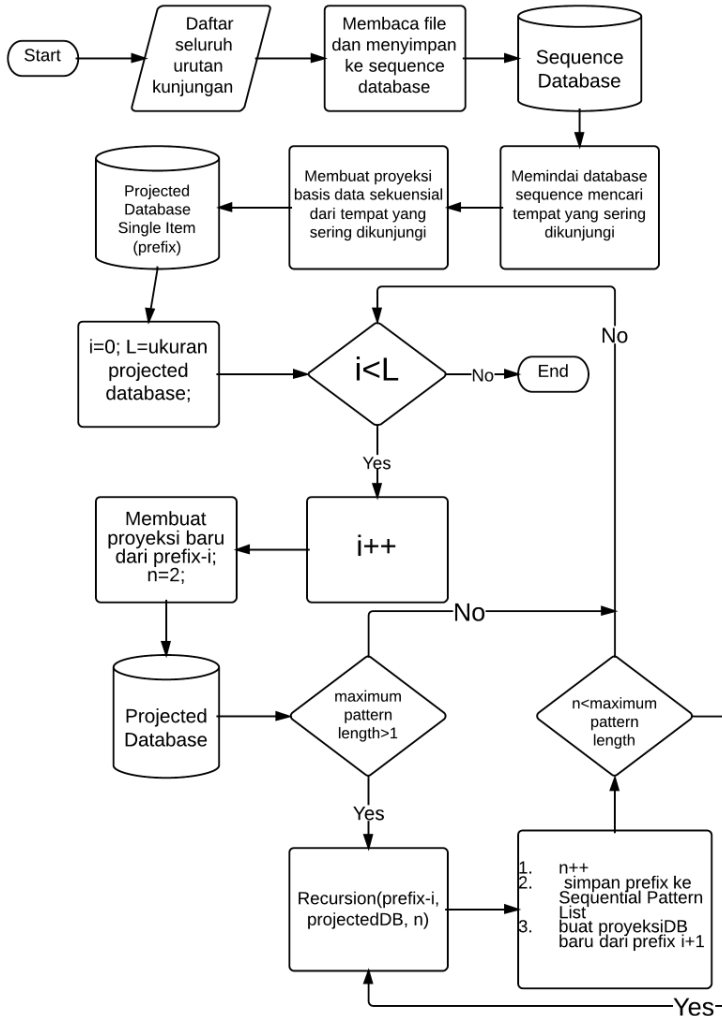 Start
Daftar
seluruh
urutan
kunjungan
Membaca file
dan menyimpan
ke sequence
database
Sequence
Database
Memindai database
sequence mencari
tempat yang sering
dikunjungi
Membuat proyeksi
basis data sekuensial
dari tempat yang
sering dikunjungi
Projected
Database
Single Item
(prefix)
i=0; L=ukuran
projected
database;
i<L
No
End
No
Yes
i++
Membuat
proyeksi baru
dari prefix-i;
n=2;
Projected
Database
maximum
pattern
length>1
No
n<maximum
pattern
length
Yes
Recursion(prefix-i,
projectedDB, n)
1. n++
2. simpan prefix ke
Sequential Pattern
List
3. buat proyeksiDB
baru dari prefix i+1
Yes